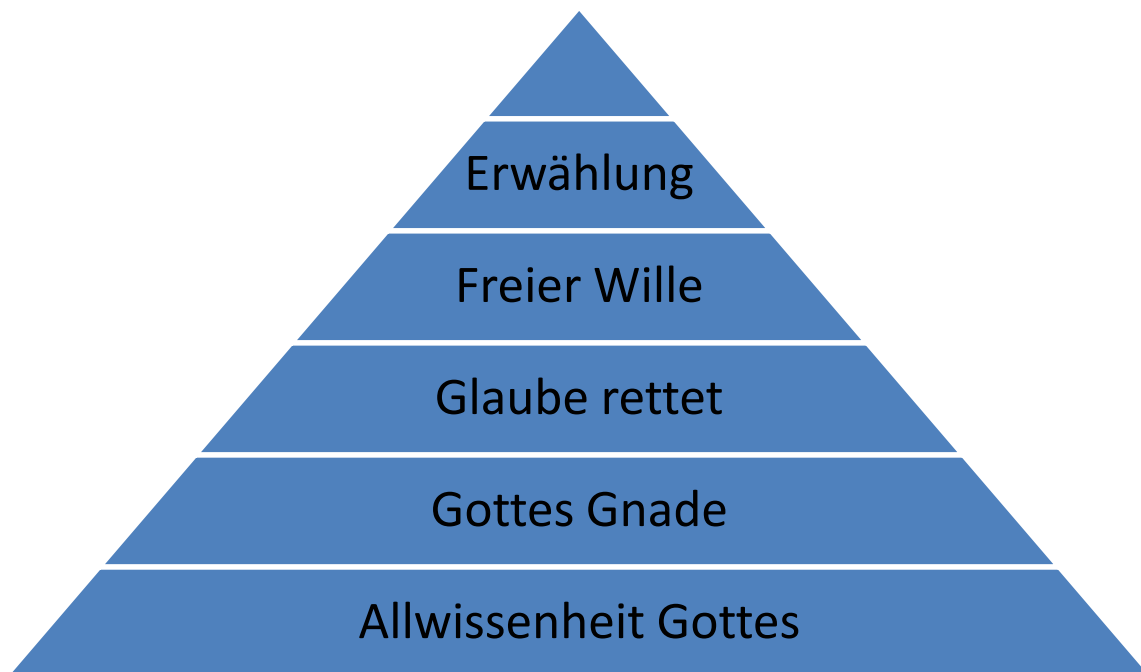 Erwählung
Freier Wille
Glaube rettet
Gottes Gnade
Allwissenheit Gottes